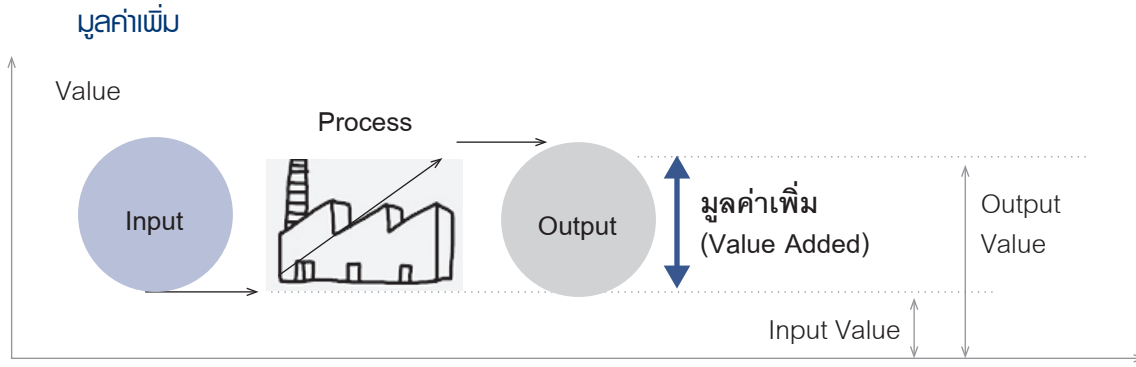 มูลค่าเพิ่ม
Value
Process
Input
Output
มูลค่าเพิ่ม
(Value Added)
Output
Value
Input Value